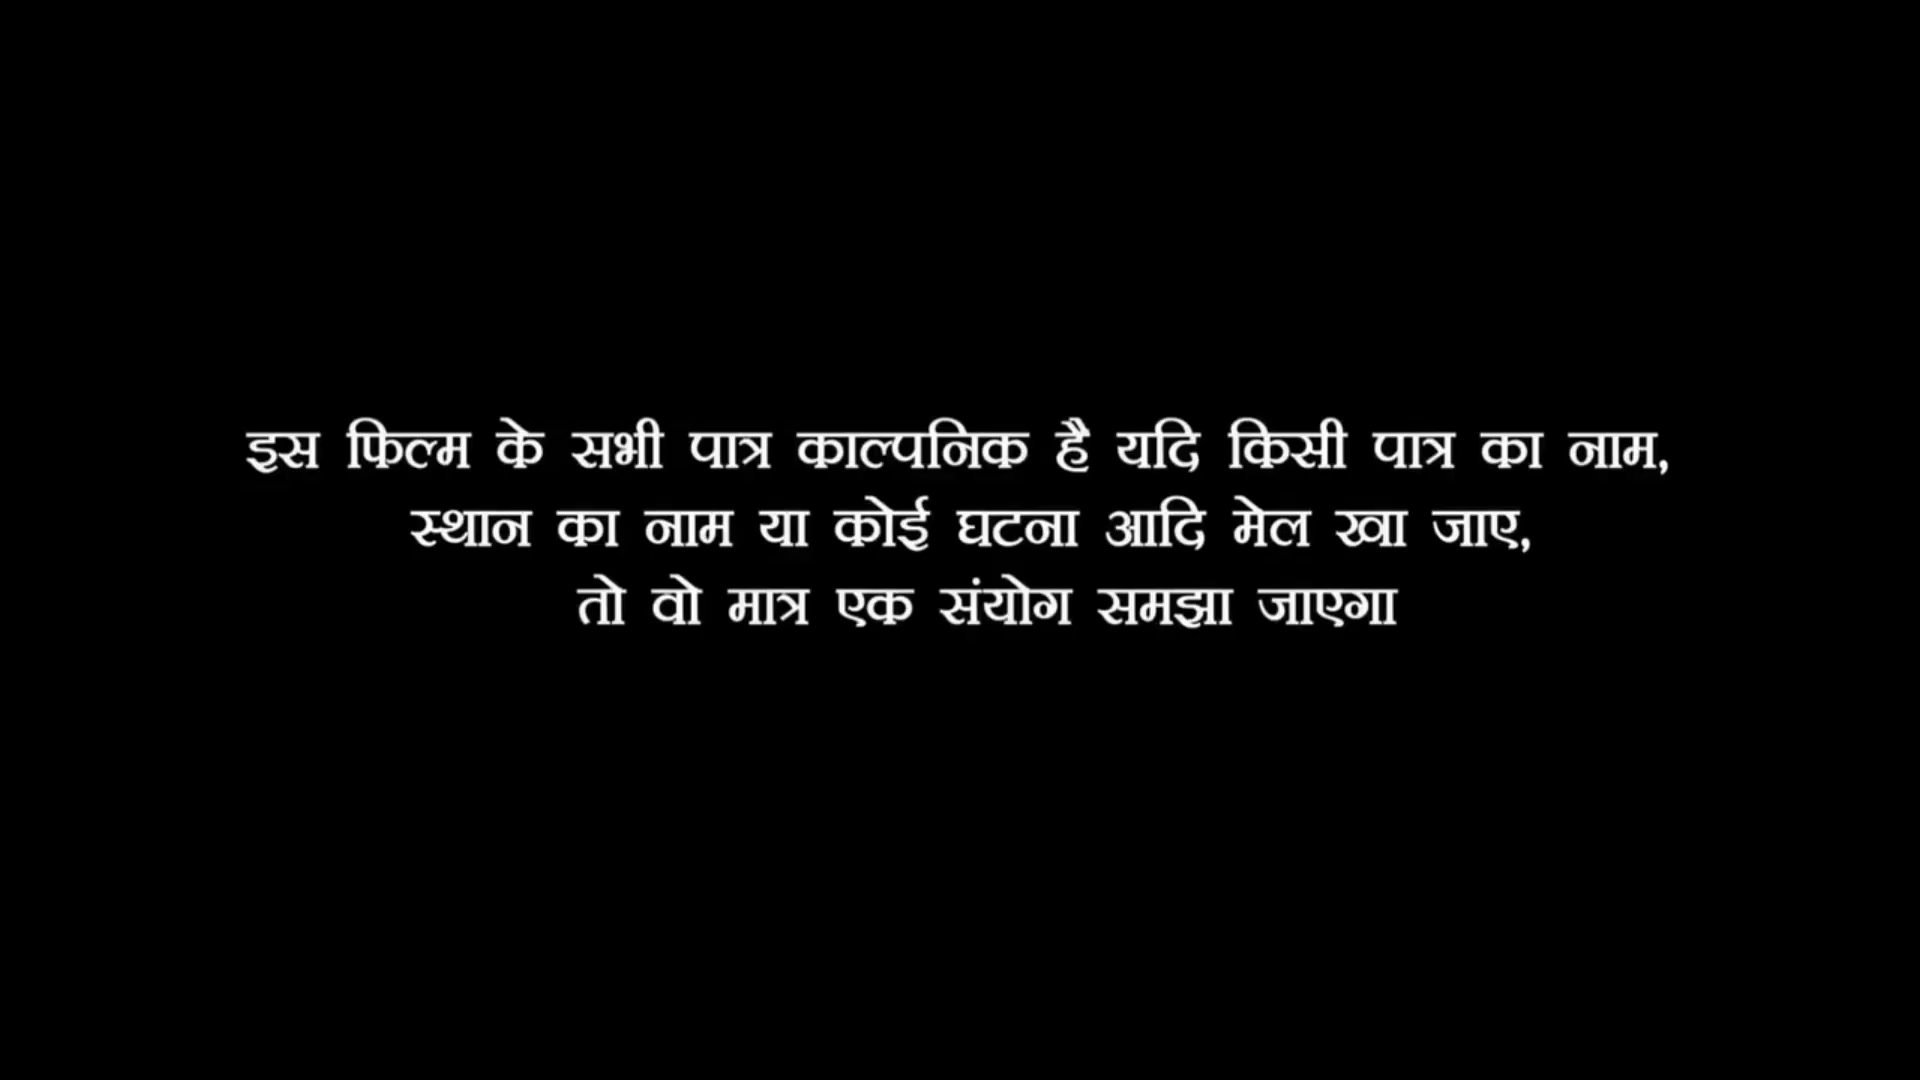 इस फिल्म के सभी पात्र काल्पनिक है यदि किसी पात्र का नाम,
स्थान का नाम या कोई घटना आदि मेल खा जाए,
तो वो मात्र एक संयोग समझा जाएगा